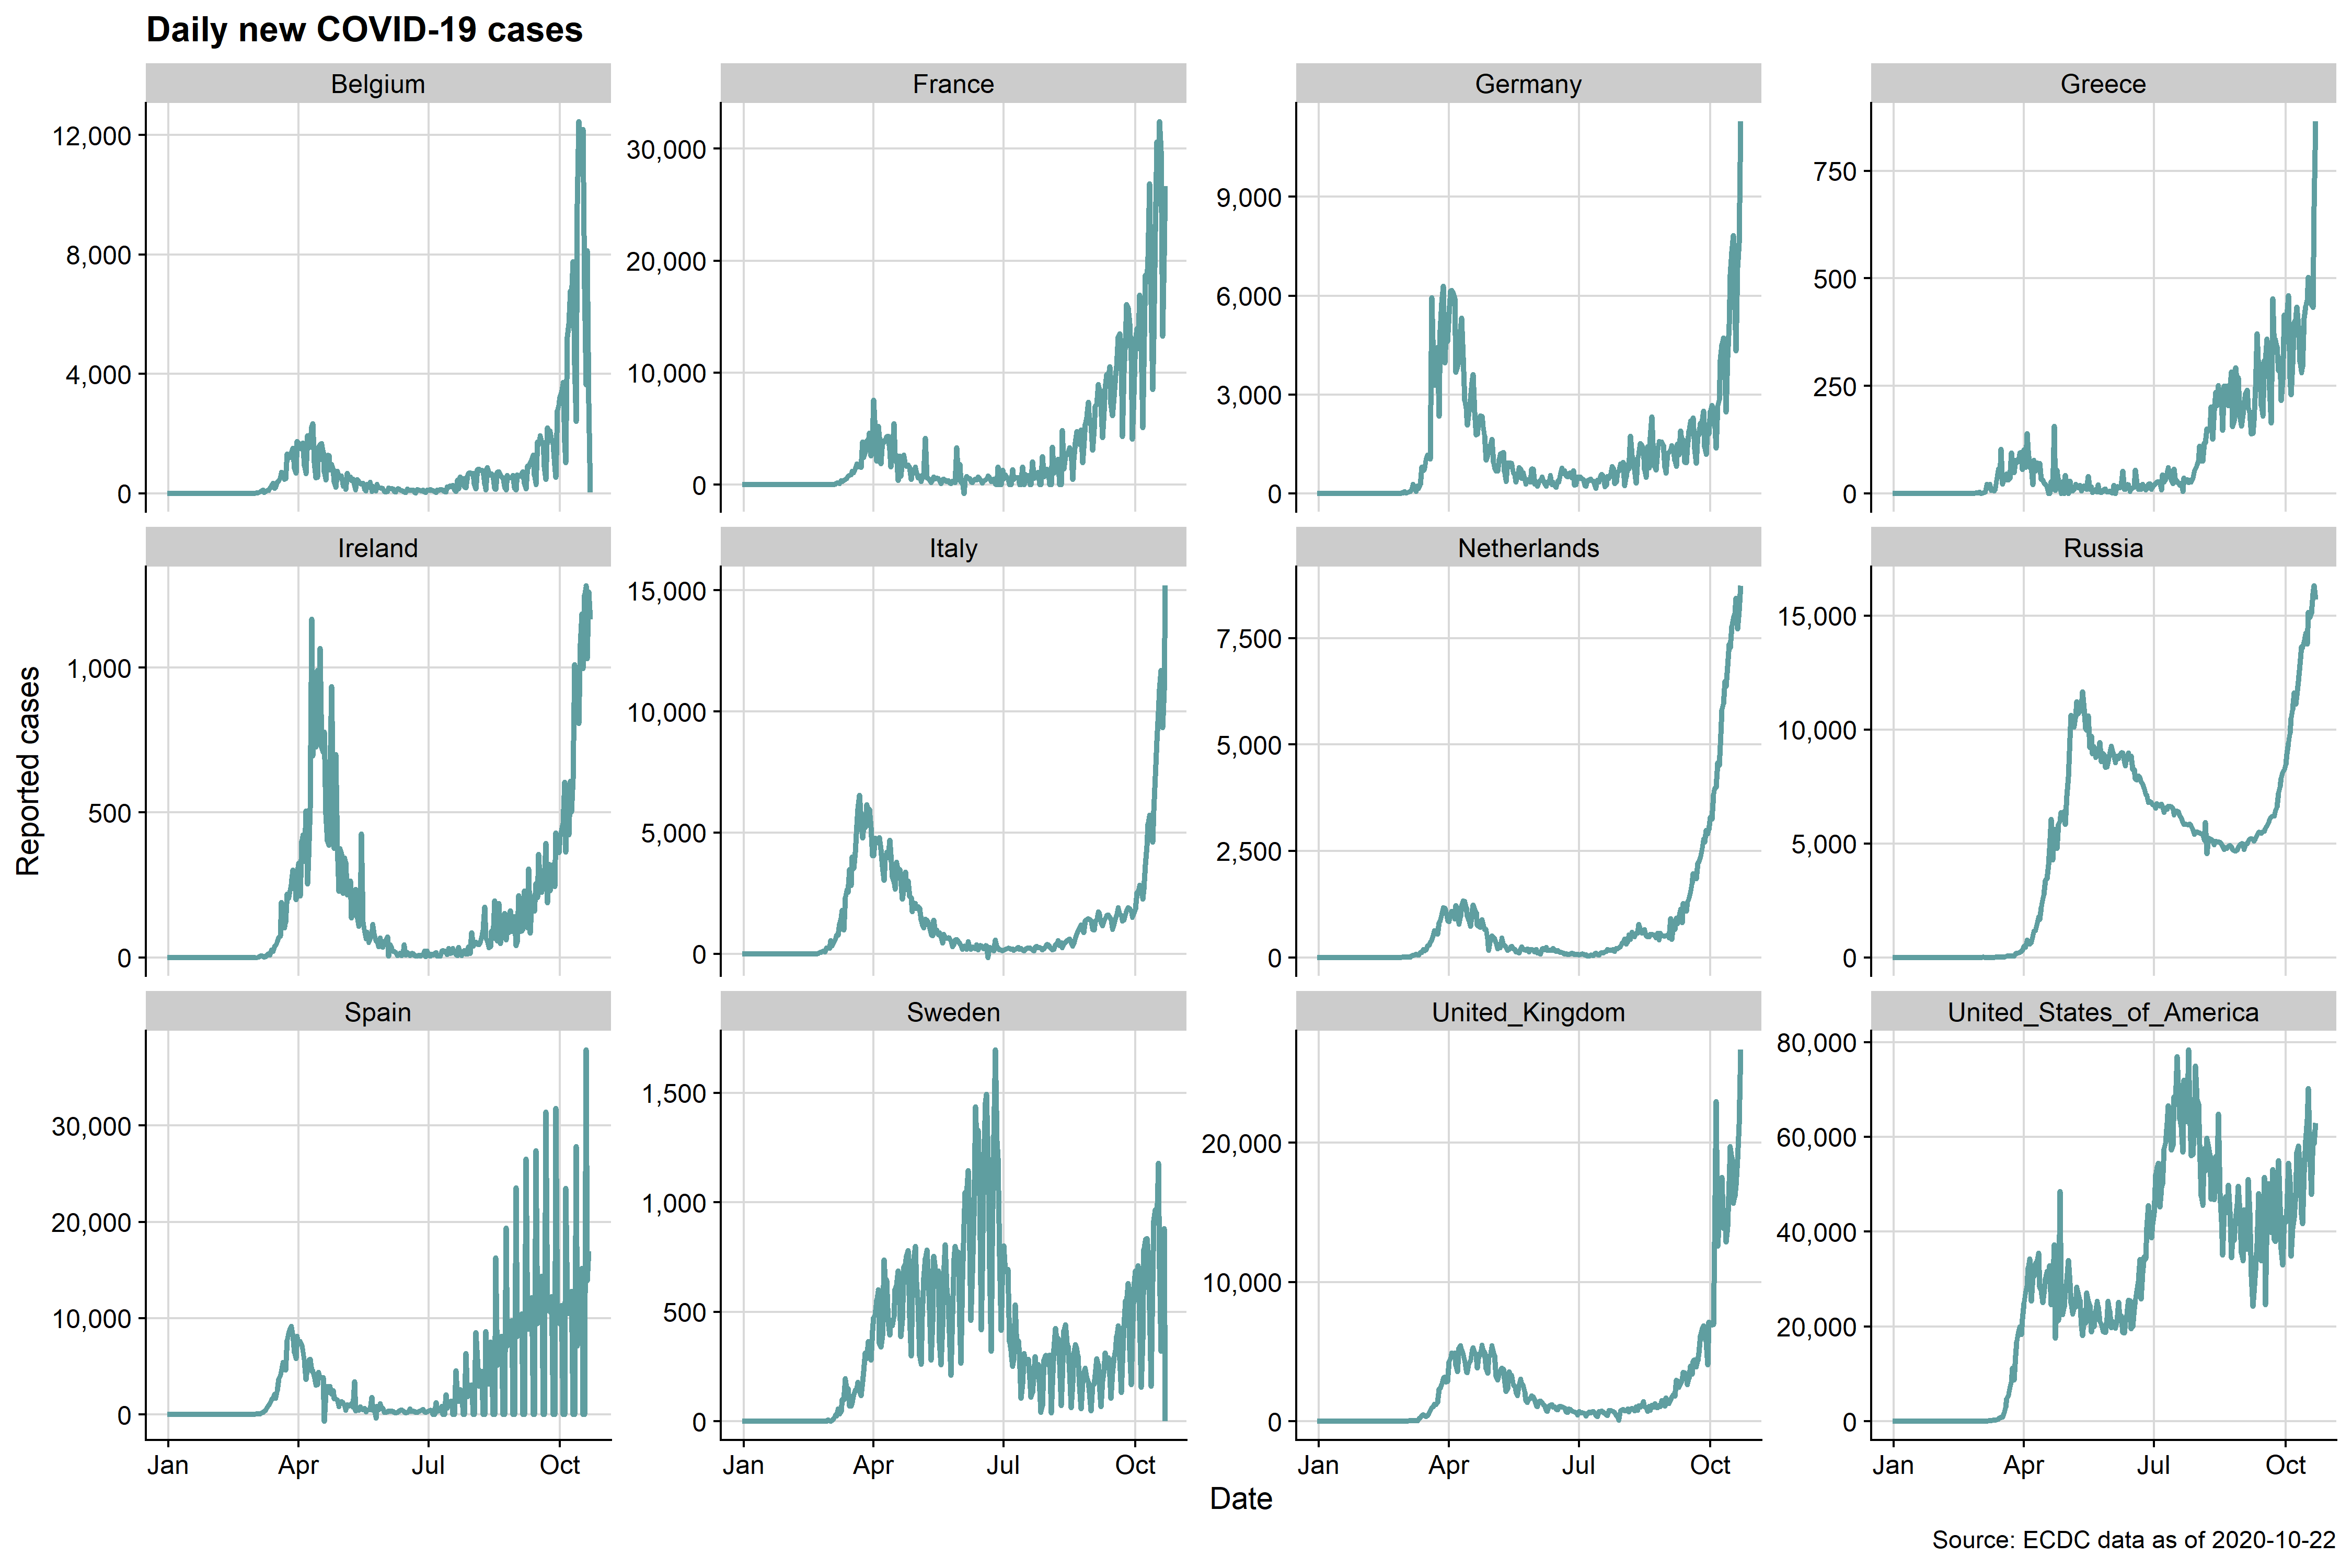 Daily new COVID-19 cases
Belgium
France
Germany
Greece
12,000
8,000
4,000
0
30,000
20,000
10,000
0
9,000
6,000
3,000
0
750
500
250
0
Ireland
Italy
Netherlands
Russia
1,000
500
0
15,000
10,000
5,000
0
7,500
5,000
2,500
0
15,000
10,000
5,000
0
Reported cases
Spain
Sweden
United_Kingdom
United_States_of_America
30,000
20,000
10,000
0
1,500
1,000
500
0
20,000
10,000
0
80,000
60,000
40,000
20,000
0
Jan Apr Jul Oct
Jan Apr Jul Oct
Jan Apr Jul Oct
Jan Apr Jul Oct
Date
Source: ECDC data as of 2020-10-22